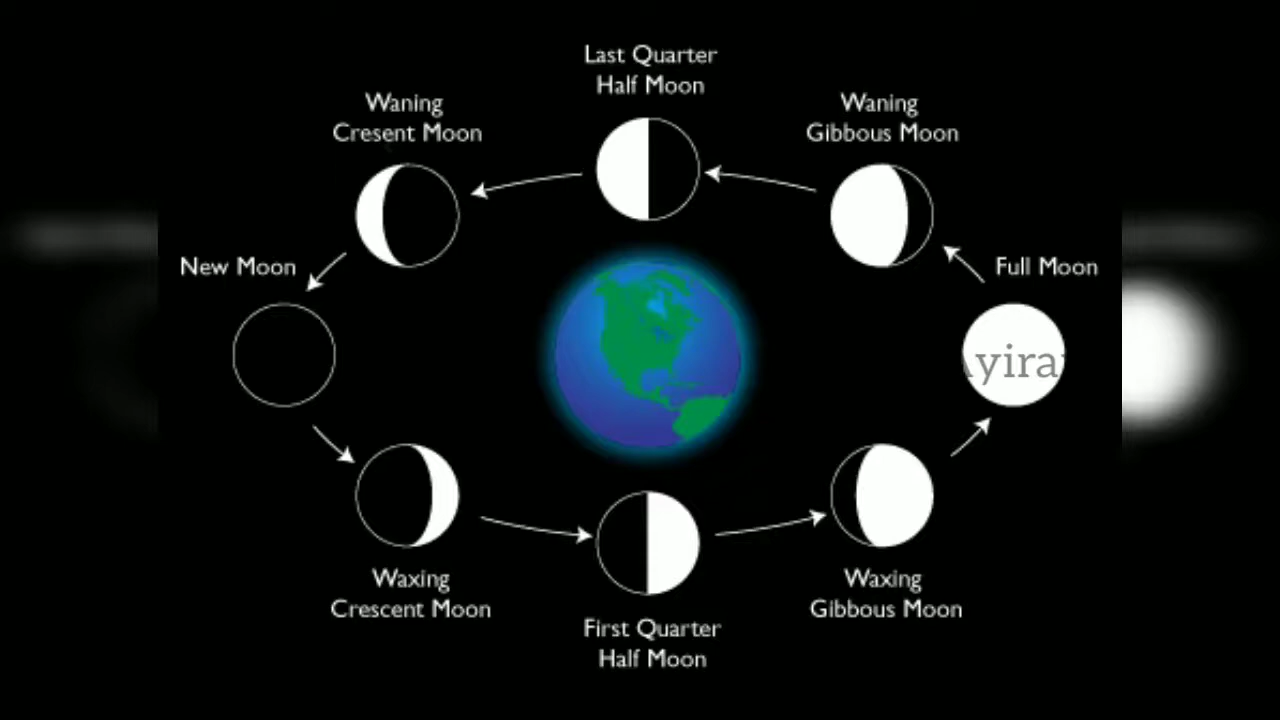 Last Quarter
Half Moon
Waning
Cresent Moon
Waning
Gibbous Moon
New Moon
Full Moon
Waxing
Crescent Moon
Waxing
Gibbous Moon
First Quarter
Half Moon